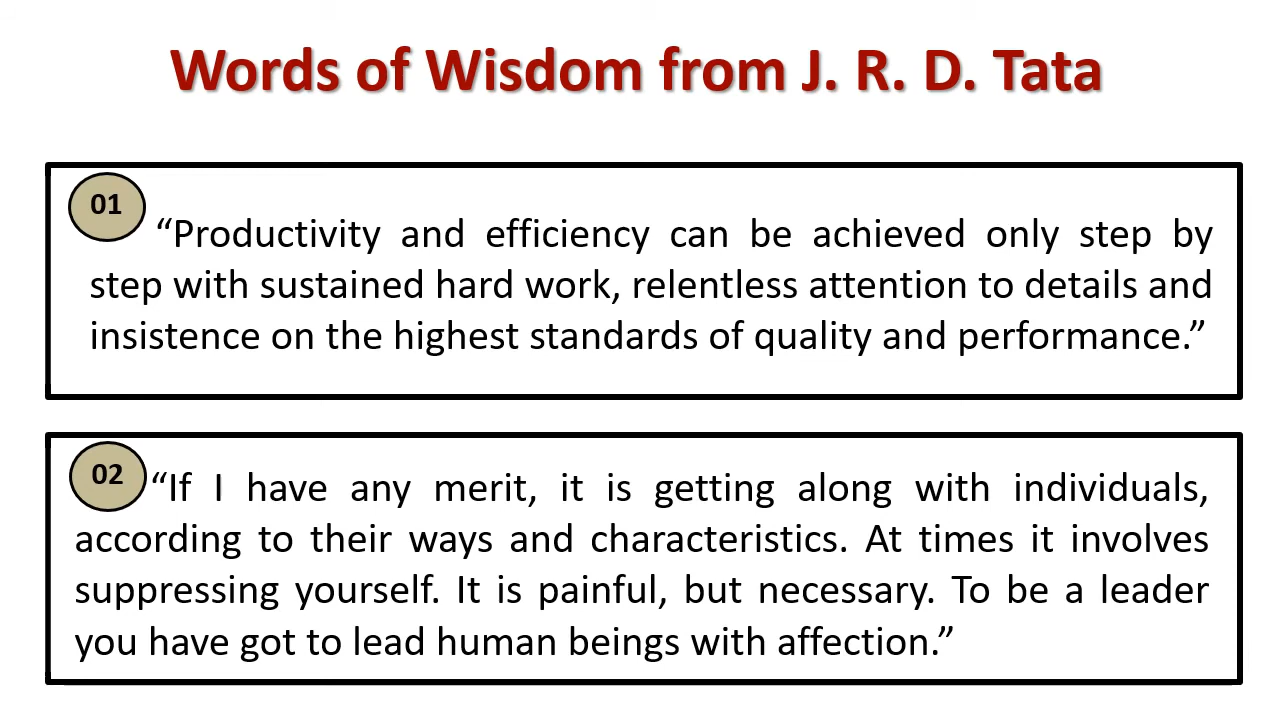 Words of Wisdom from J. R. D. Tata
01
“Productivity and efficiency can be achieved only step by
step with sustained hard work, relentless attention to details and
insistence on the highest standards of quality and performance.”
02
“If I have any merit, it is getting along with individuals,
according to their ways and characteristics. At times it involves
suppressing yourself. It is painful, but necessary. To be a leader
you have got to lead human beings with affection.”